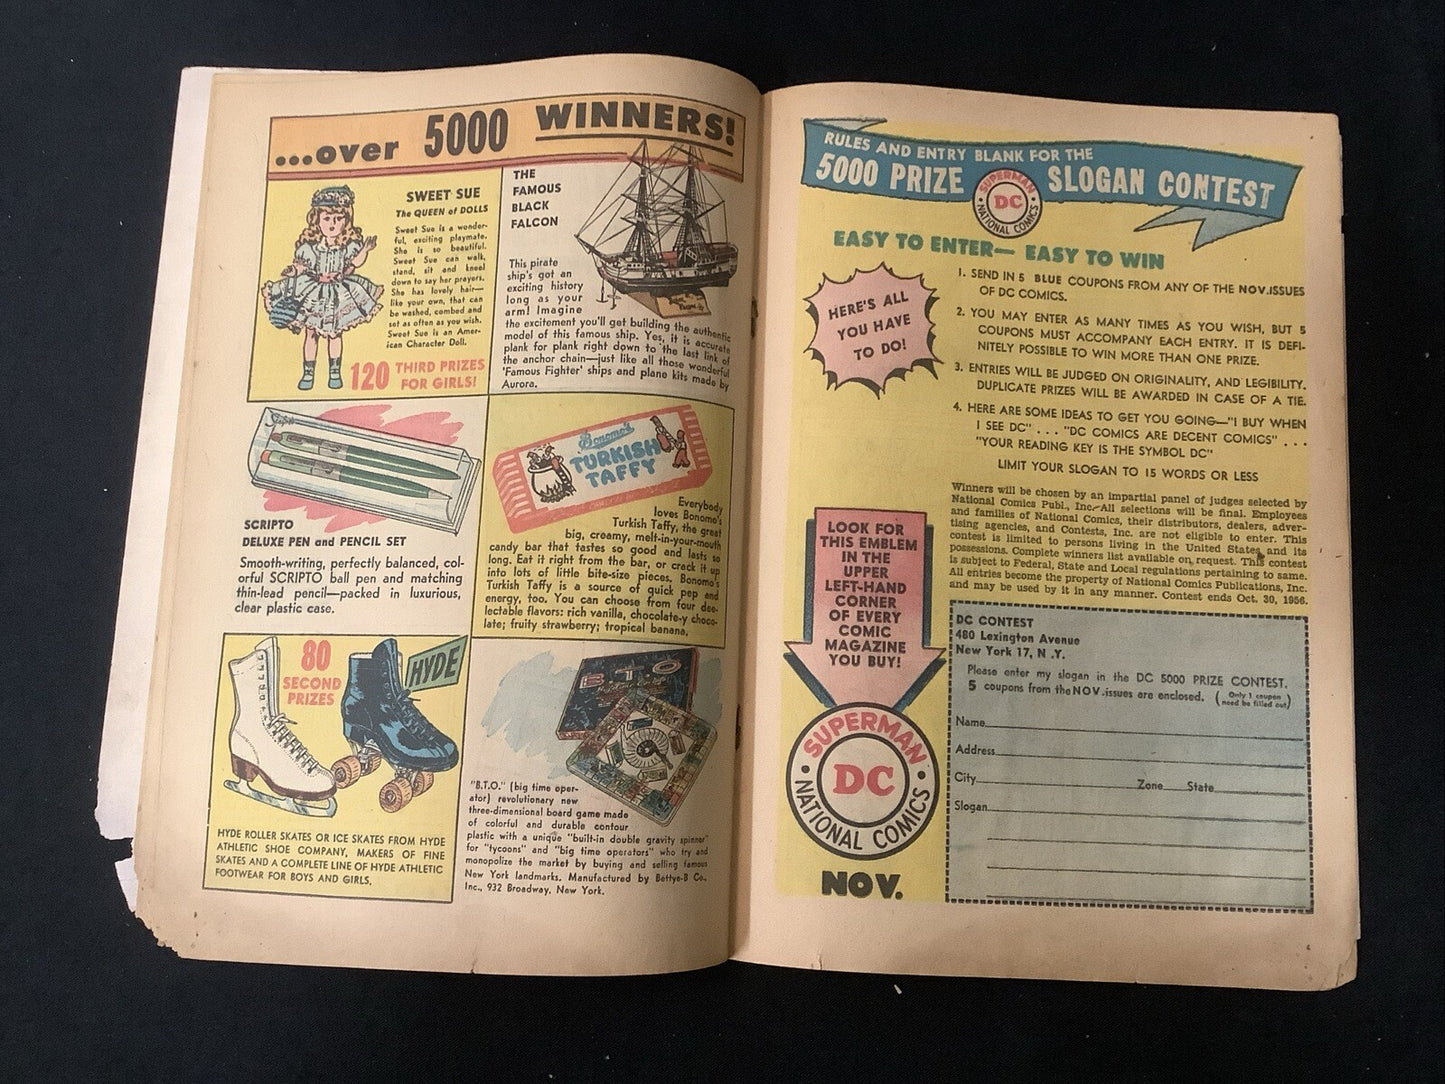 ...over 5000 WINNERS!
SWEET SUE
The QUEEN of DOLLS
Sweet Sue is a wonder-
ful, exciting playmate.
She is so beautiful.
Sweet Sue can walk,
stand, sit and kneel
down to say her prayers.
She has lovely hair—
like your own, that can
be washed, combed and
set as often as you wish.
Sweet Sue is an Amer-
ican Character Doll.
120 THIRD PRIZES
FOR GIRLS!
THE
FAMOUS
BLACK
FALCON
This pirate
ship's got an
exciting history
long as your
arm! Imagine
the excitement you'll get building the authentic
model of this famous ship. Yes, it is accurate
plank for plank right down to the last link of
the anchor chain—just like all those wonderful
'Famous Fighter' ships and plane kits made by
Aurora.
Scripto
SCRIPTO
DELUXE PEN and PENCIL SET
Smooth-writing, perfectly balanced, col-
orful SCRIPTO ball pen and matching
thin-lead pencil—packed in luxurious,
clear plastic case.
Bonomo's
TURKISH
TAFFY
Everybody
loves Bonomo's
Turkish Taffy, the great
big, creamy, melt-in-your-mouth
candy bar that tastes so good and lasts so
long. Eat it right from the bar, or crack it up
into lots of little bite-size pieces. Bonomo's
Turkish Taffy is a source of quick pep and
energy, too. You can choose from four dee-
lectable flavors: rich vanilla, chocolate-y choco-
late; fruity strawberry; tropical banana.
80
SECOND
PRIZES
HYDE
HYDE ROLLER SKATES OR ICE SKATES FROM HYDE
ATHLETIC SHOE COMPANY, MAKERS OF FINE
SKATES AND A COMPLETE LINE OF HYDE ATHLETIC
FOOTWEAR FOR BOYS AND GIRLS.
B T O
"B.T.O." (big time oper-
ator) revolutionary new
three-dimensional board game made
of colorful and durable contour
plastic with a unique "built-in double gravity spinner"
for "tycoons" and "big time operators" who try and
monopolize the market by buying and selling famous
New York landmarks. Manufactured by Bettye-B Co.,
Inc., 932 Broadway, New York.
RULES AND ENTRY BLANK FOR THE
5000 PRIZE SLOGAN CONTEST
SUPERMAN
DC
NATIONAL COMICS
EASY TO ENTER— EASY TO WIN
HERE'S ALL
YOU HAVE
TO DO!
1. SEND IN 5 BLUE COUPONS FROM ANY OF THE NOV. ISSUES
OF DC COMICS.
2. YOU MAY ENTER AS MANY TIMES AS YOU WISH, BUT 5
COUPONS MUST ACCOMPANY EACH ENTRY. IT IS DEFI-
NITELY POSSIBLE TO WIN MORE THAN ONE PRIZE.
3. ENTRIES WILL BE JUDGED ON ORIGINALITY, AND LEGIBILITY.
DUPLICATE PRIZES WILL BE AWARDED IN CASE OF A TIE.
4. HERE ARE SOME IDEAS TO GET YOU GOING—"I BUY WHEN
I SEE DC" . . . "DC COMICS ARE DECENT COMICS" . . .
"YOUR READING KEY IS THE SYMBOL DC"
LIMIT YOUR SLOGAN TO 15 WORDS OR LESS
Winners will be chosen by an impartial panel of judges selected by
National Comics Publ., Inc. All selections will be final. Employees
and families of National Comics, their distributors, dealers, adver-
tising agencies, and Contests, Inc. are not eligible to enter. This
contest is limited to persons living in the United States and its
possessions. Complete winners list available on request. This contest
is subject to Federal, State and Local regulations pertaining to same.
All entries become the property of National Comics Publications, Inc.
and may be used by it in any manner. Contest ends Oct. 30, 1956.
LOOK FOR
THIS EMBLEM
IN THE
UPPER
LEFT-HAND
CORNER
OF EVERY
COMIC
MAGAZINE
YOU BUY!
SUPERMAN
DC
NATIONAL COMICS
NOV.
DC CONTEST
480 Lexington Avenue
New York 17, N .Y.
Please enter my slogan in the DC 5000 PRIZE CONTEST.
5 coupons from the NOV. issues are enclosed. (Only 1 coupon
need be filled out)
Name
Address
City Zone State
Slogan